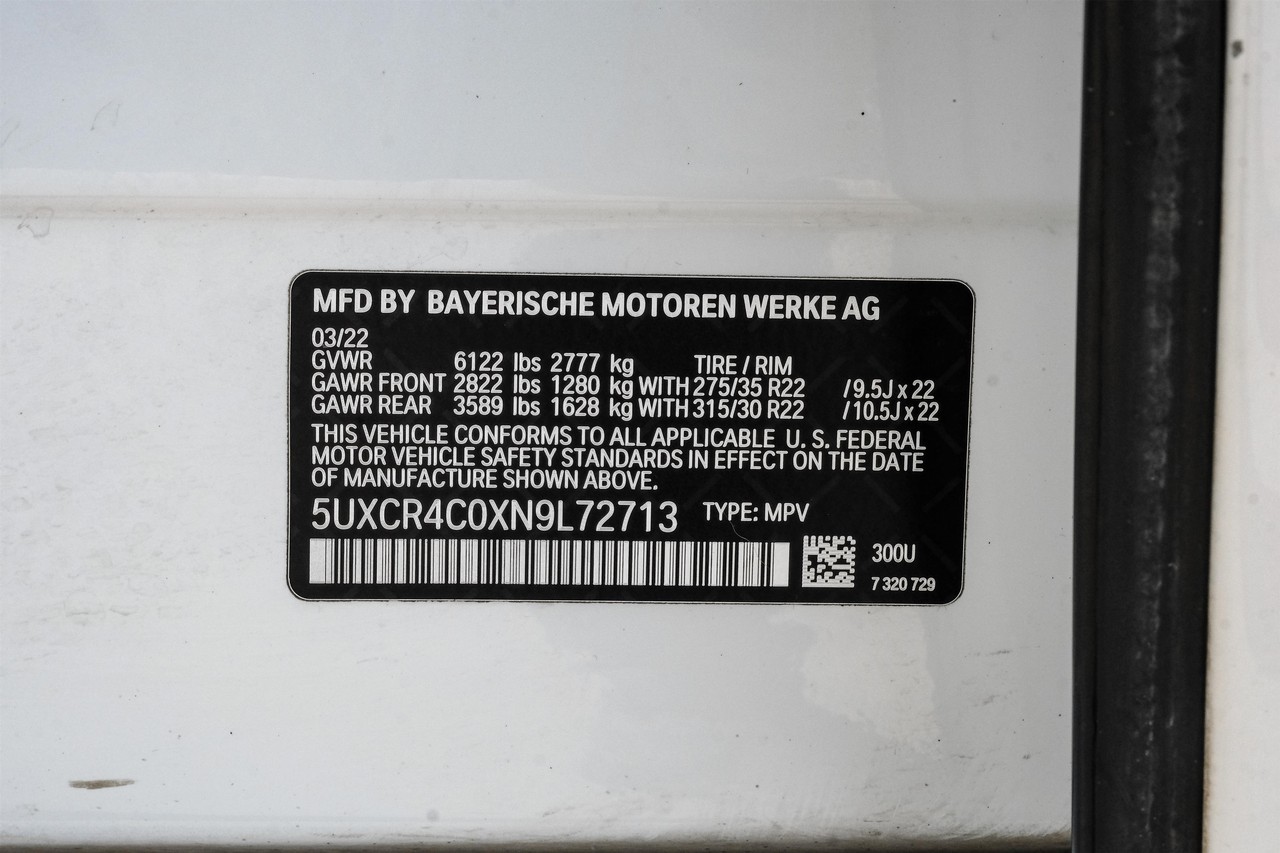 MFD BY BAYERISCHE MOTOREN WERKE AG
03/22
GVWR 6122 lbs 2777 kg TIRE / RIM
GAWR FRONT 2822 lbs 1280 kg WITH 275/35 R22 / 9.5J x 22
GAWR REAR 3589 lbs 1628 kg WITH 315/30 R22 / 10.5J x 22
THIS VEHICLE CONFORMS TO ALL APPLICABLE U. S. FEDERAL
MOTOR VEHICLE SAFETY STANDARDS IN EFFECT ON THE DATE
OF MANUFACTURE SHOWN ABOVE.
5UXCR4C0XN9L72713 TYPE: MPV
300U
7 320 729